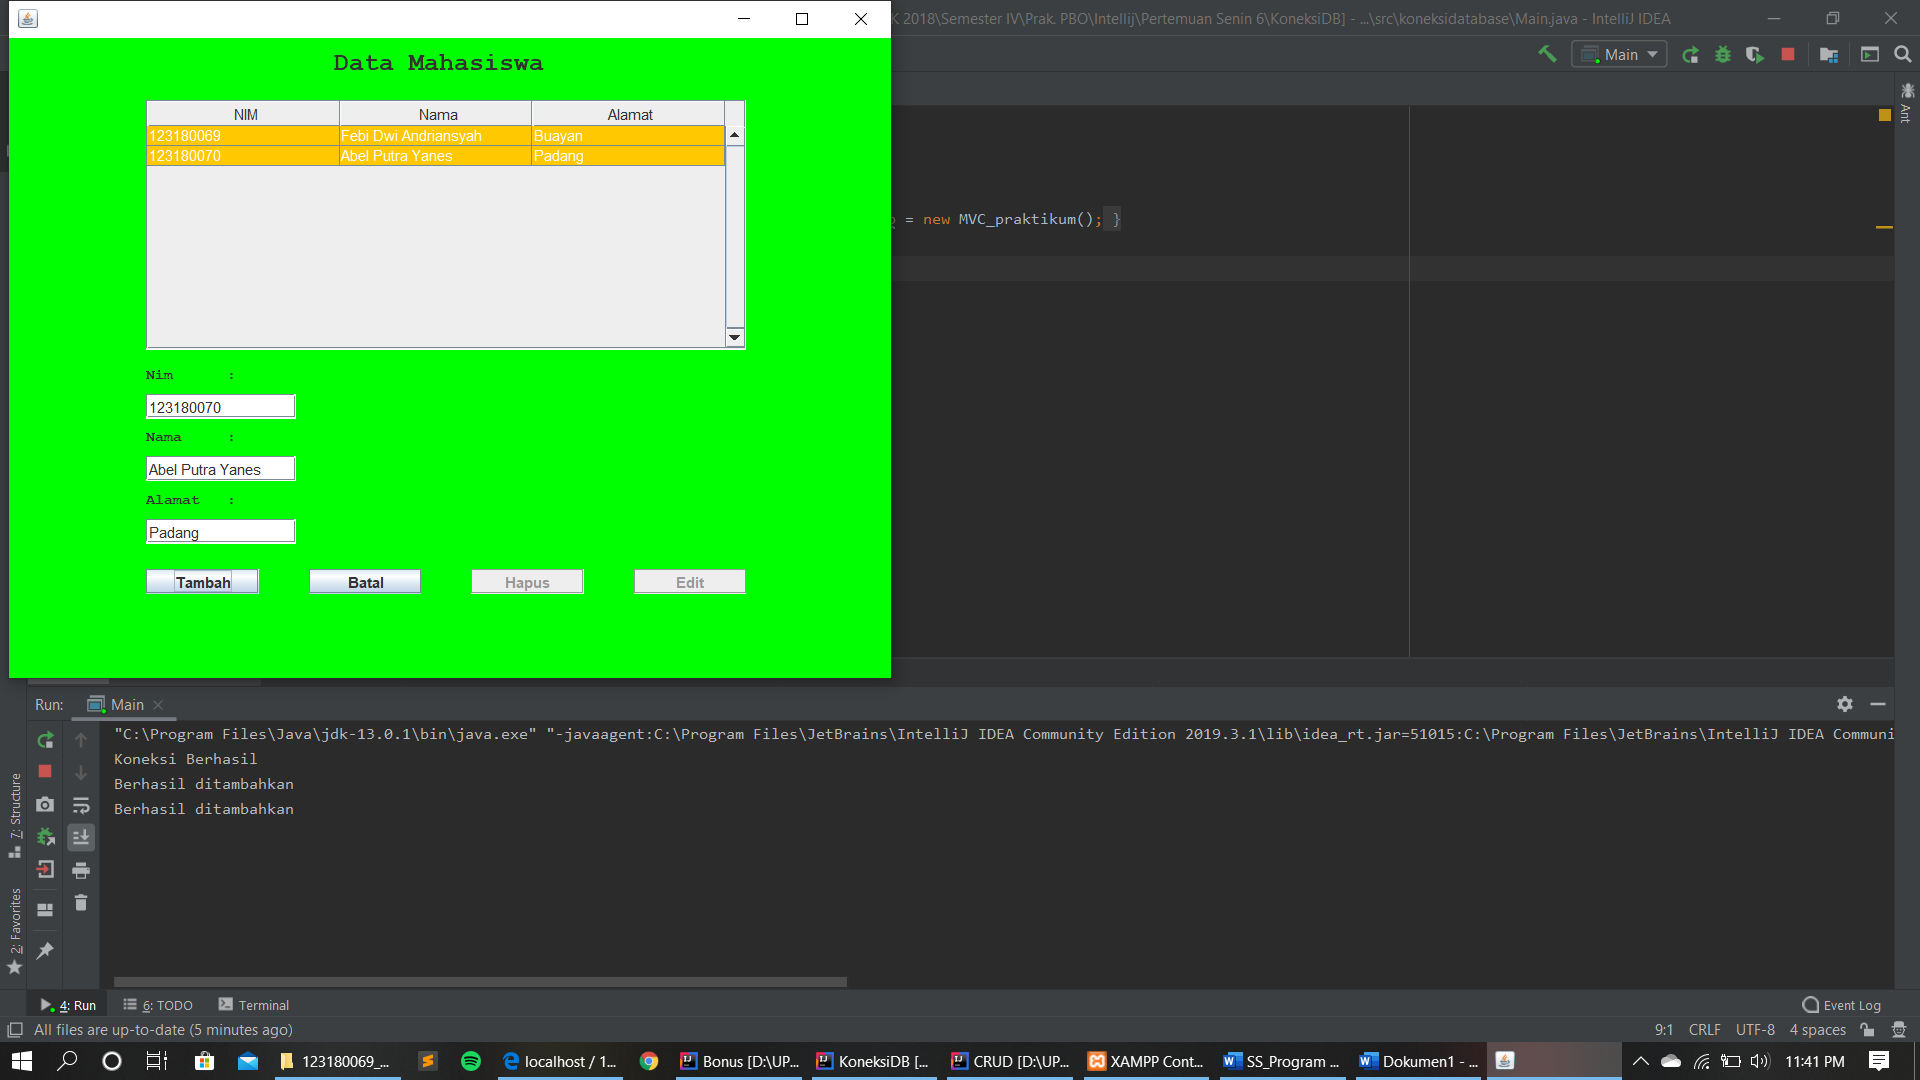 K 2018\Semester IV\Prak. PBO\Intellij\Pertemuan Senin 6\KoneksiDB] - ...\src\koneksidatabase\Main.java - IntelliJ IDEA
Main
Data Mahasiswa
NIM Nama Alamat
123180069 Febi Dwi Andriansyah Buayan
123180070 Abel Putra Yanes Padang
Nim :
123180070
Nama :
Abel Putra Yanes
Alamat :
Padang
Tambah Batal Hapus Edit
= new MVC_praktikum(); }
Ant
Run: Main
"C:\Program Files\Java\jdk-13.0.1\bin\java.exe" "-javaagent:C:\Program Files\JetBrains\IntelliJ IDEA Community Edition 2019.3.1\lib\idea_rt.jar=51015:C:\Program Files\JetBrains\IntelliJ IDEA Communi
Koneksi Berhasil
Berhasil ditambahkan
Berhasil ditambahkan
7: Structure
2: Favorites
4: Run 6: TODO Terminal Event Log
All files are up-to-date (5 minutes ago) 9:1 CRLF UTF-8 4 spaces
123180069_... localhost / 1... Bonus [D:\UP... KoneksiDB [... CRUD [D:\UP... XAMPP Cont... SS_Program ... Dokumen1 - ... 11:41 PM